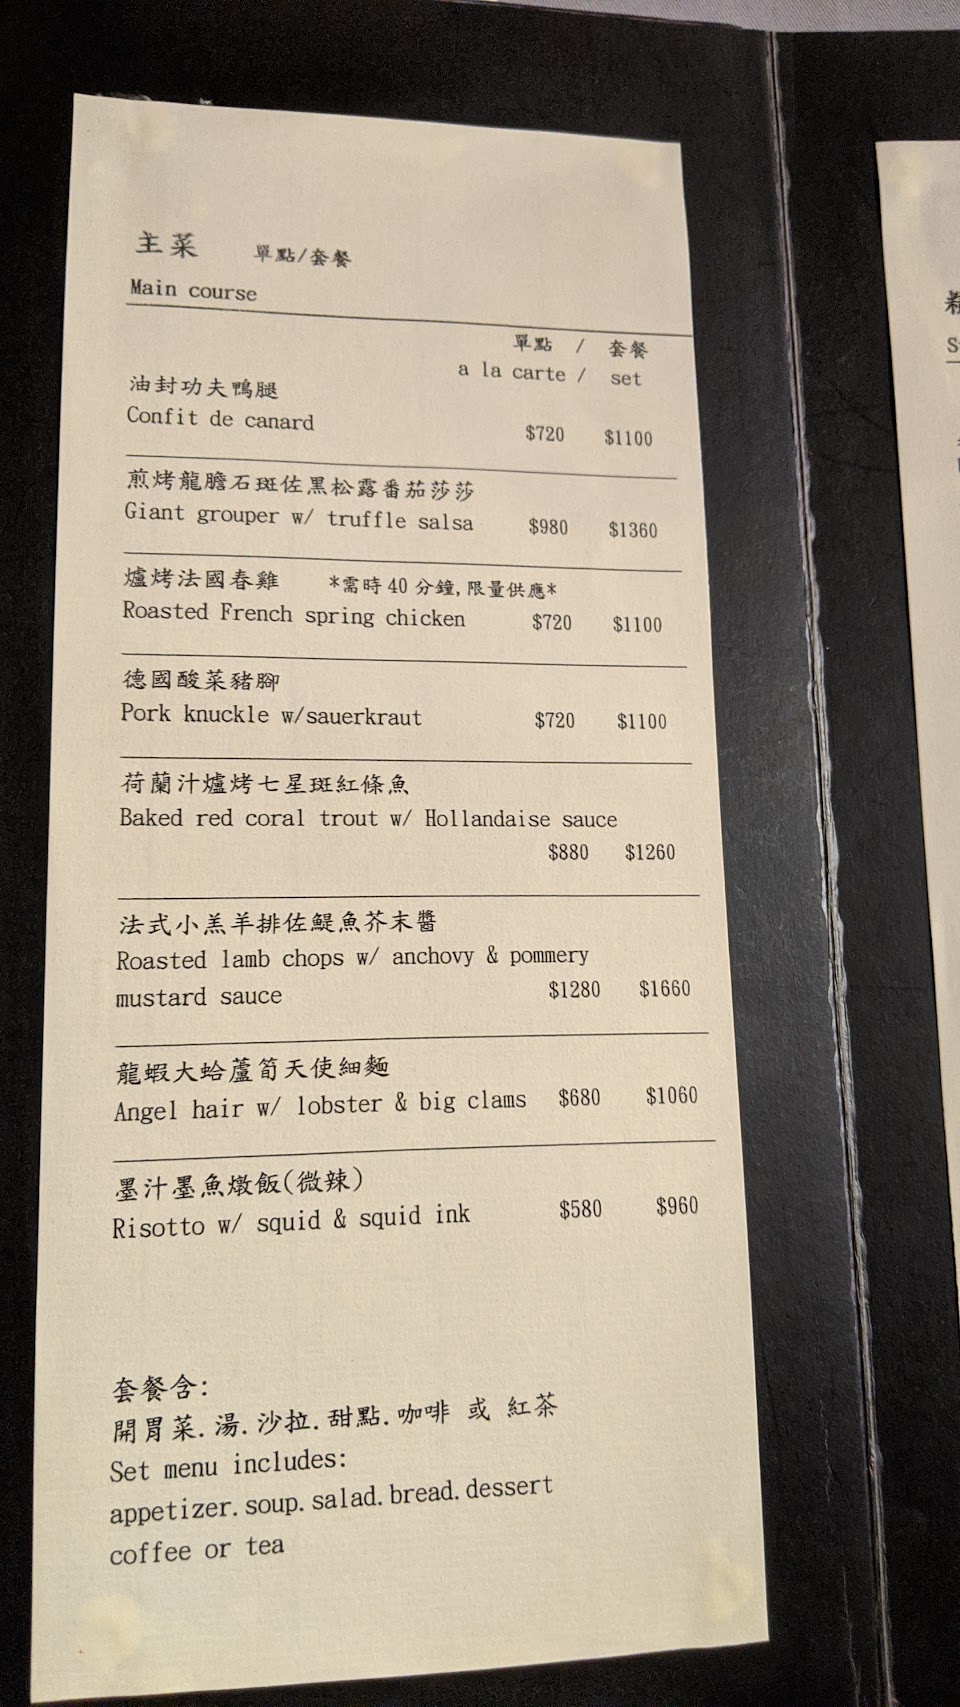 主菜 單點/套餐
Main course
單點 / 套餐
a la carte / set
油封功夫鴨腿
Confit de canard $720 $1100
煎烤龍膽石斑佐黑松露番茄莎莎
Giant grouper w/ truffle salsa $980 $1360
爐烤法國春雞 *需時40分鐘,限量供應*
Roasted French spring chicken $720 $1100
德國酸菜豬腳
Pork knuckle w/sauerkraut $720 $1100
荷蘭汁爐烤七星斑紅條魚
Baked red coral trout w/ Hollandaise sauce
$880 $1260
法式小羔羊排佐鯷魚芥末醬
Roasted lamb chops w/ anchovy & pommery
mustard sauce $1280 $1660
龍蝦大蛤蘆筍天使細麵
Angel hair w/ lobster & big clams $680 $1060
墨汁墨魚燉飯(微辣)
Risotto w/ squid & squid ink $580 $960
套餐含:
開胃菜.湯.沙拉.甜點.咖啡 或 紅茶
Set menu includes:
appetizer.soup.salad.bread.dessert
coffee or tea